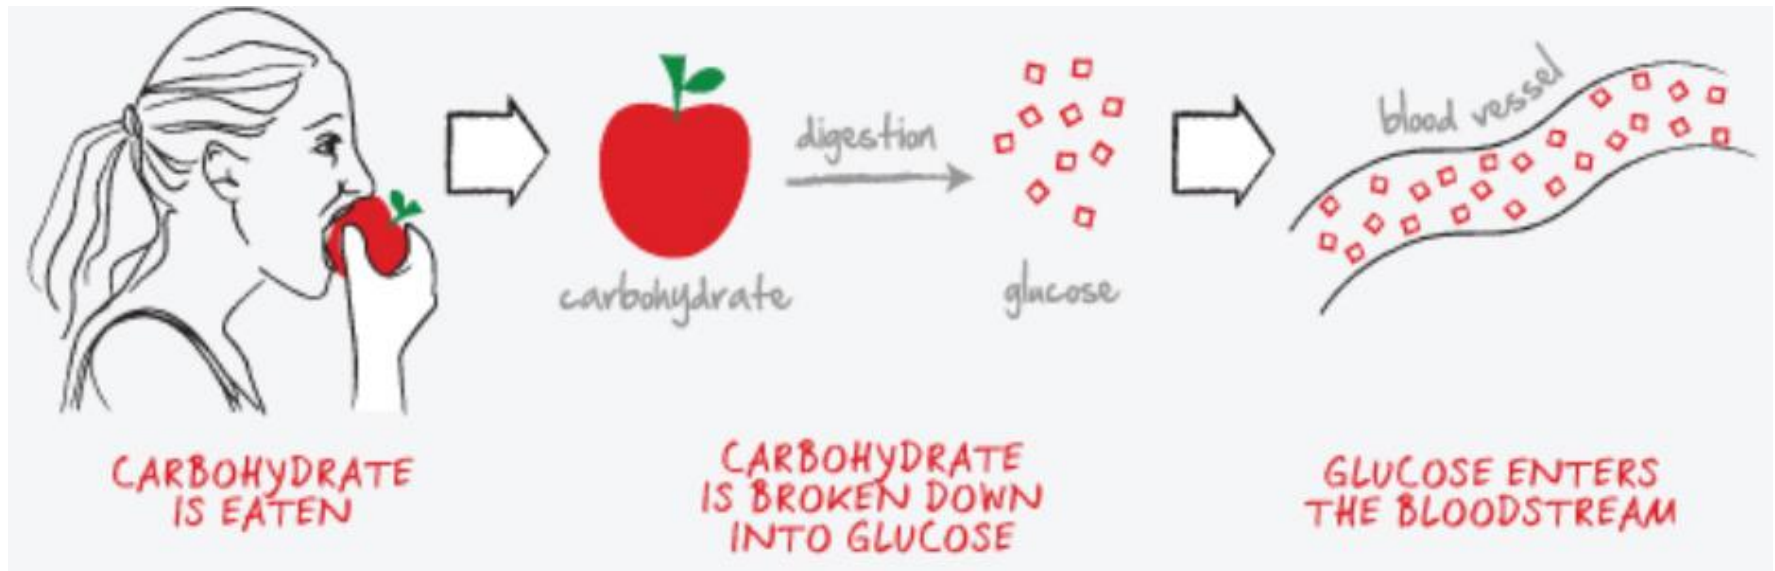 CARBOHYDRATE
IS EATEN
carbohydrate
digestion
glucose
CARBOHYDRATE
IS BROKEN DOWN
INTO GLUCOSE
blood vessel
GLUCOSE ENTERS
THE BLOODSTREAM